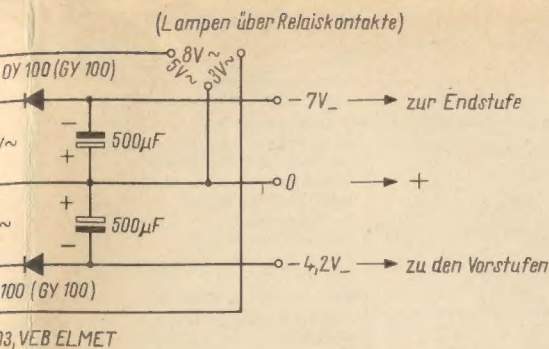 (Lampen über Relaiskontakte)
8V~
5V~
3V~
OY 100 (GY 100)
−7V_ zur Endstufe
−
500µF
V~
+
0 +
+
500µF
~
−
−4,2V_ zu den Vorstufen
100 (GY 100)
03, VEB ELMET